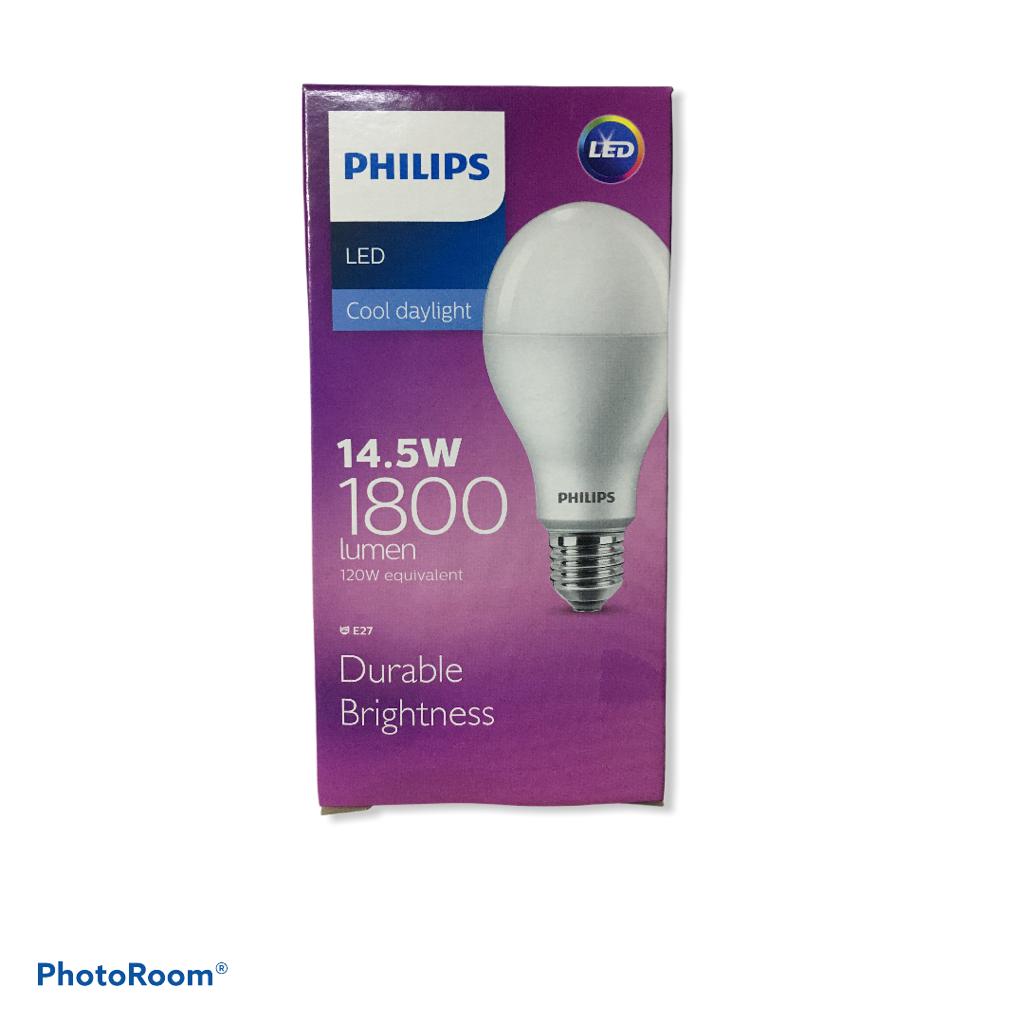 PHILIPS
LED
LED
Cool daylight
14.5W
1800
lumen
120W equivalent
PHILIPS
E27
Durable
Brightness
PhotoRoom®